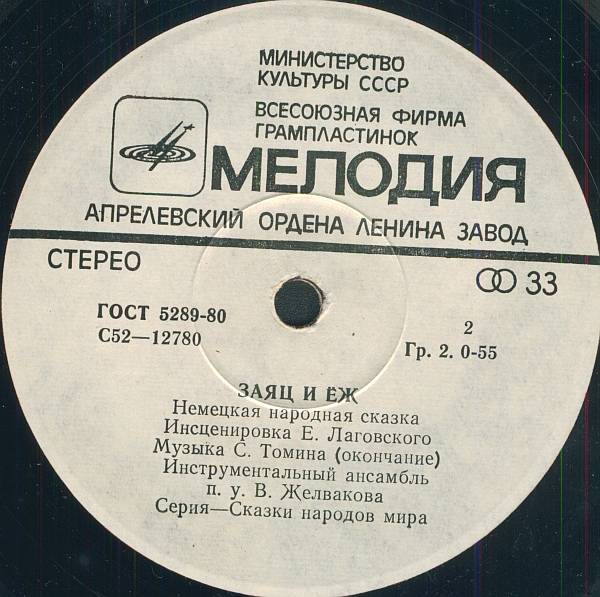 МИНИСТЕРСТВО
КУЛЬТУРЫ СССР
ВСЕСОЮЗНАЯ ФИРМА
ГРАМПЛАСТИНОК
МЕЛОДИЯ
АПРЕЛЕВСКИЙ ОРДЕНА ЛЕНИНА ЗАВОД
СТЕРЕО
33
ГОСТ 5289-80
С52—12780
2
Гр. 2. 0-55
ЗАЯЦ И ЁЖ
Немецкая народная сказка
Инсценировка Е. Лаговского
Музыка С. Томина (окончание)
Инструментальный ансамбль
п. у. В. Желвакова
Серия—Сказки народов мира